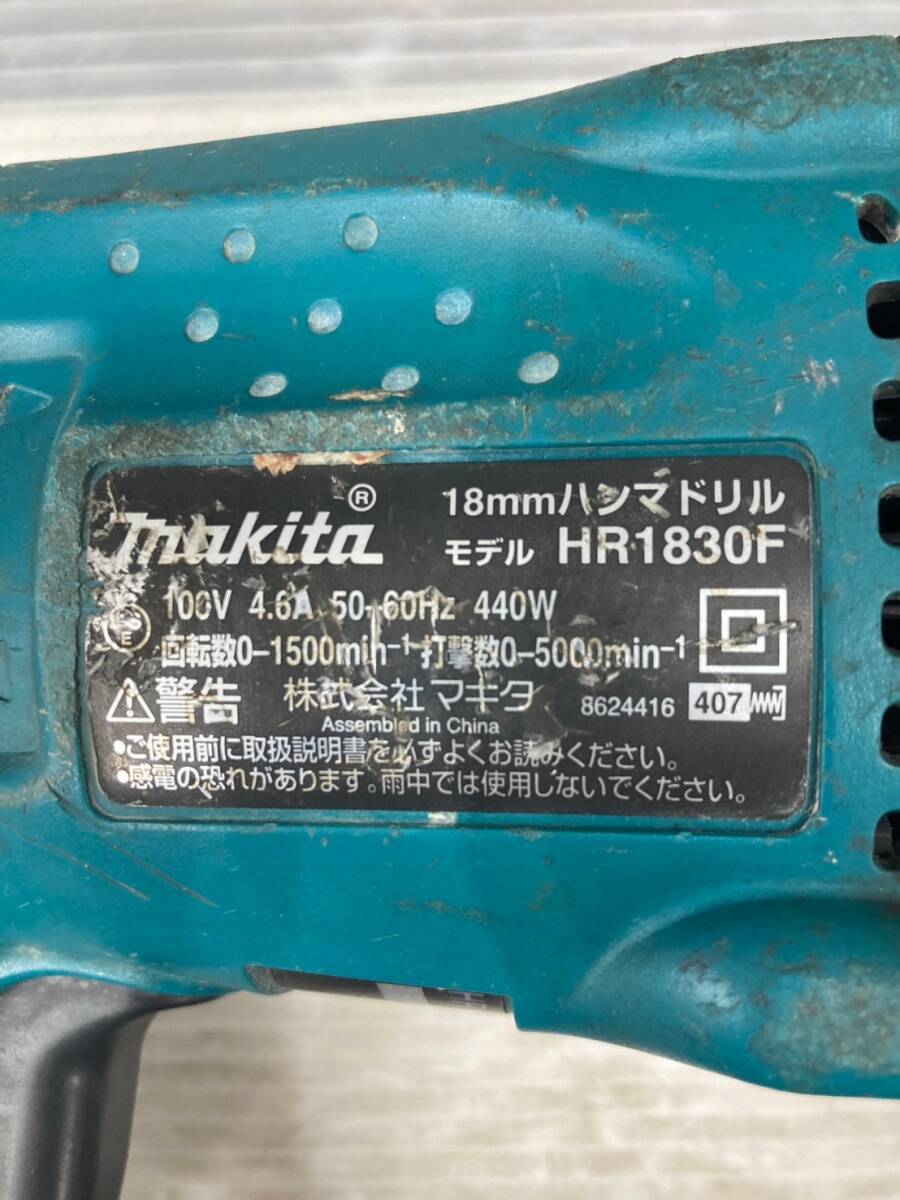 makita®
18mmハンマドリル
モデル HR1830F
100V 4.6A 50-60Hz 440W
回転数0-1500min-1 打撃数0-5000min-1
警告 株式会社マキタ
8624416 407
Assembled in China
•ご使用前に取扱説明書を必ずよくお読みください。
•感電の恐れがあります。雨中では使用しないでください。